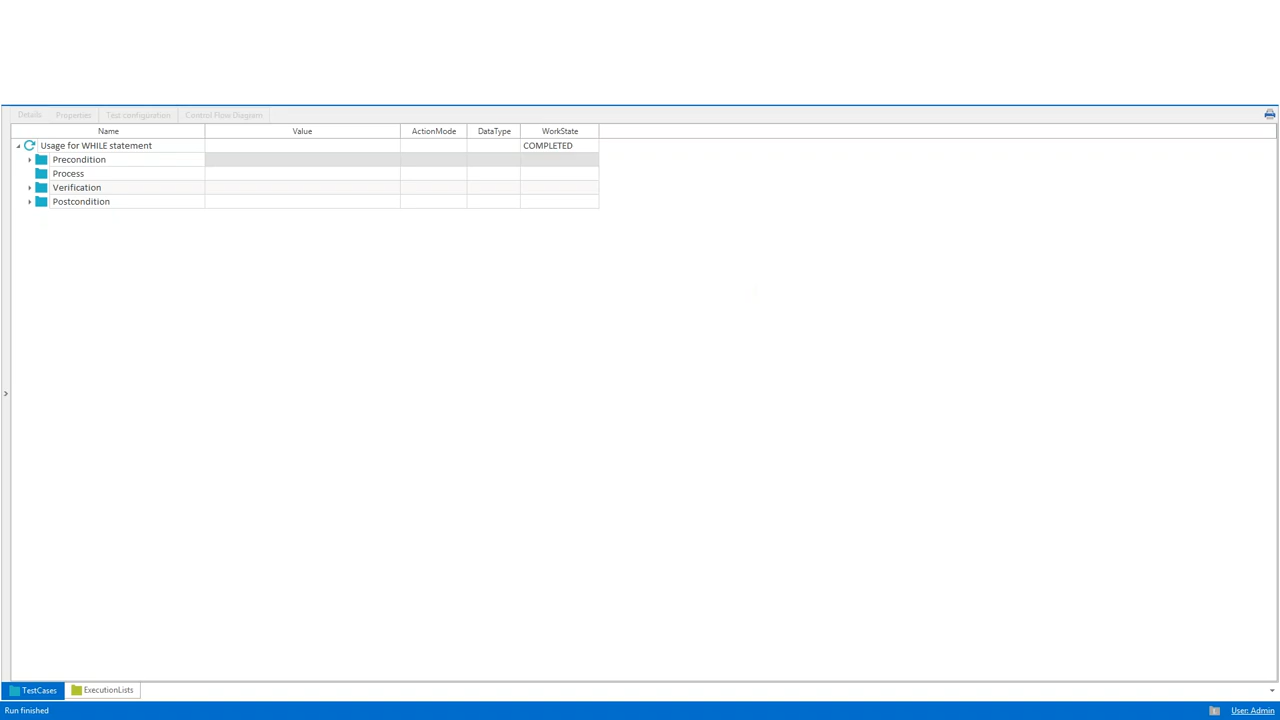 Details Properties Test configuration Control Flow Diagram
Name Value ActionMode DataType WorkState
Usage for WHILE statement COMPLETED
Precondition
Process
Verification
Postcondition
TestCases ExecutionLists
Run finished User: Admin